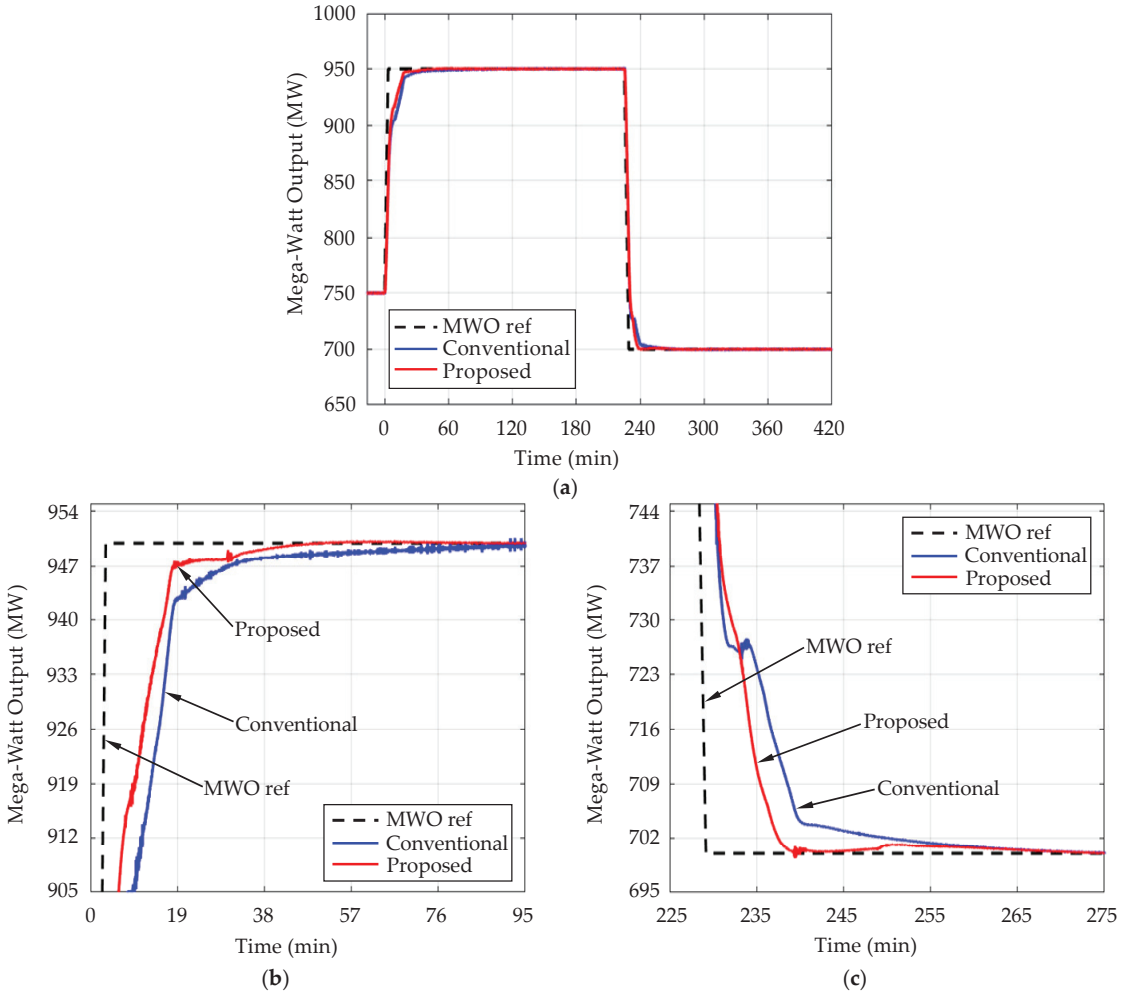 1000
950
900
850
800
750
700
650
Mega-Watt Output (MW)
MWO ref
Conventional
Proposed
0 60 120 180 240 300 360 420
Time (min)
(a)
954
947
940
933
926
919
912
905
Mega-Watt Output (MW)
Proposed
Conventional
MWO ref
MWO ref
Conventional
Proposed
0 19 38 57 76 95
Time (min)
(b)
744
737
730
723
716
709
702
695
Mega-Watt Output (MW)
MWO ref
Conventional
Proposed
MWO ref
Proposed
Conventional
225 235 245 255 265 275
Time (min)
(c)